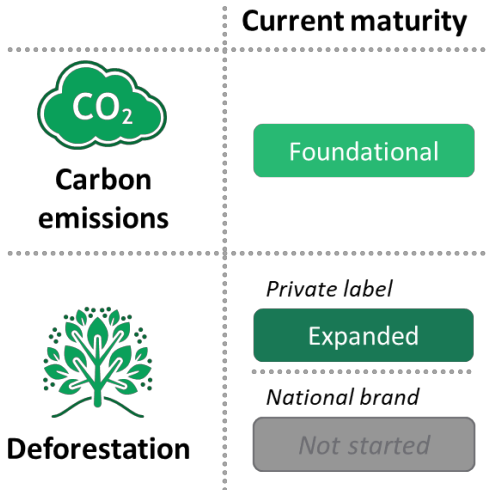 Current maturity
CO₂
Carbon
emissions
Foundational
Private label
Expanded
National brand
Not started
Deforestation